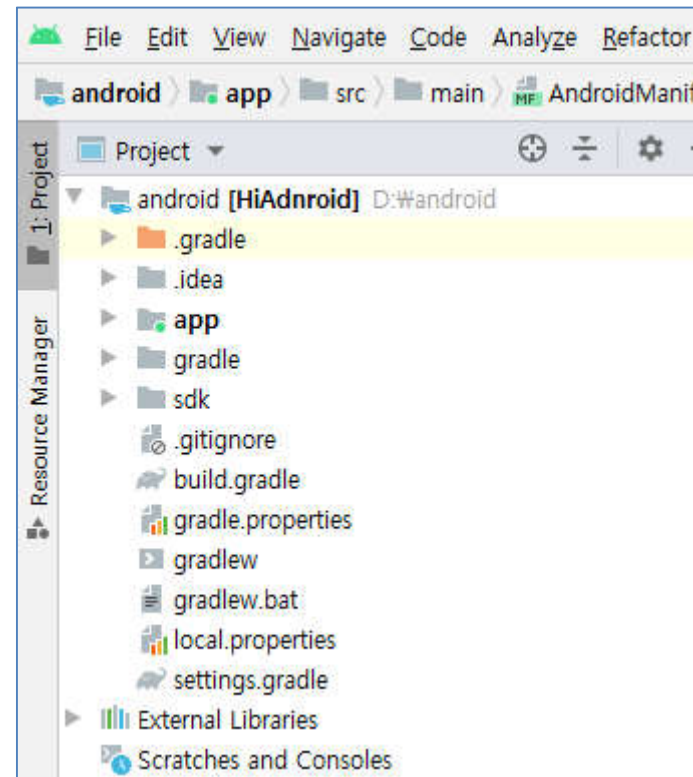 File Edit View Navigate Code Analyze Refactor
android app src main AndroidManif
1: Project
Resource Manager
Project
android [HiAdnroid] D:₩android
.gradle
.idea
app
gradle
sdk
.gitignore
build.gradle
gradle.properties
gradlew
gradlew.bat
local.properties
settings.gradle
External Libraries
Scratches and Consoles